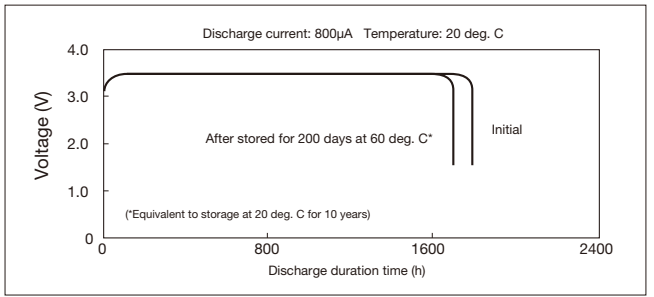 Discharge current: 800µA Temperature: 20 deg. C
4.0
3.0
2.0
1.0
0
Voltage (V)
After stored for 200 days at 60 deg. C*
Initial
(*Equivalent to storage at 20 deg. C for 10 years)
0 800 1600 2400
Discharge duration time (h)